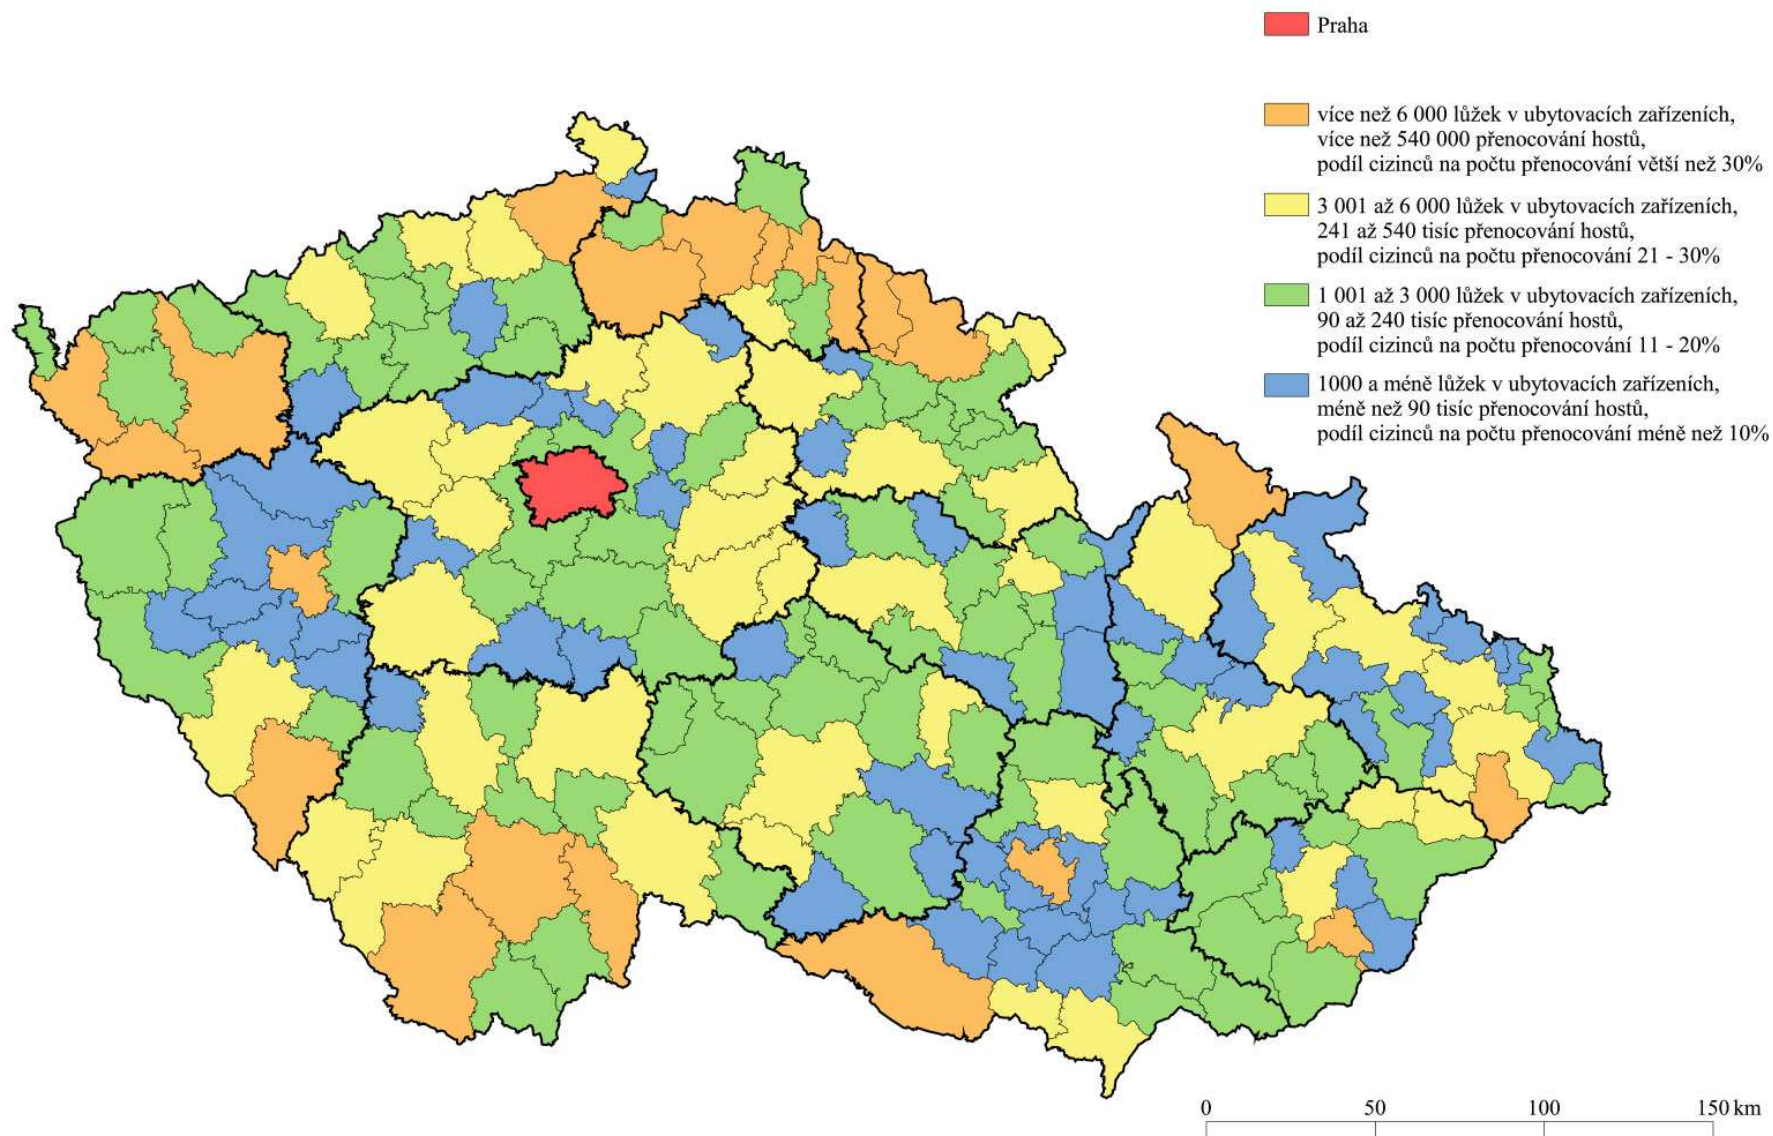 Praha
více než 6 000 lůžek v ubytovacích zařízeních,
více než 540 000 přenocování hostů,
podíl cizinců na počtu přenocování větší než 30%
3 001 až 6 000 lůžek v ubytovacích zařízeních,
241 až 540 tisíc přenocování hostů,
podíl cizinců na počtu přenocování 21 - 30%
1 001 až 3 000 lůžek v ubytovacích zařízeních,
90 až 240 tisíc přenocování hostů,
podíl cizinců na počtu přenocování 11 - 20%
1000 a méně lůžek v ubytovacích zařízeních,
méně než 90 tisíc přenocování hostů,
podíl cizinců na počtu přenocování méně než 10%
0 50 100 150 km